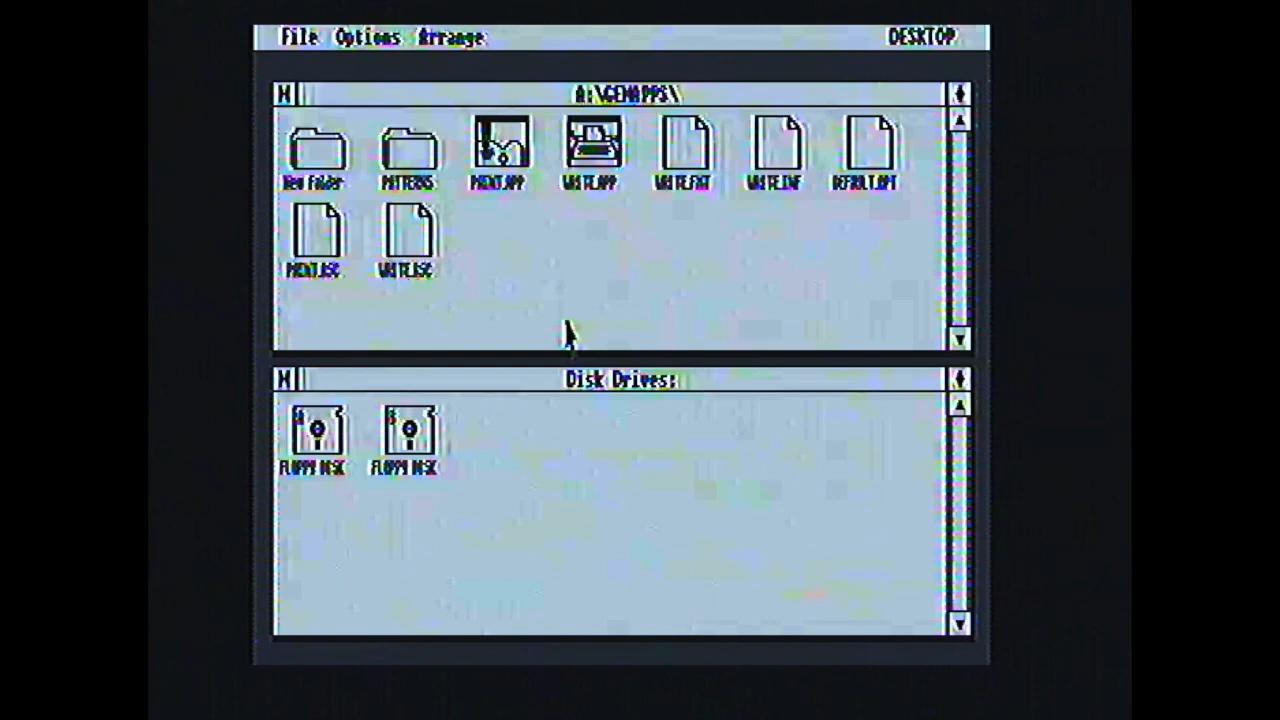 File Options Arrange DESKTOP
A:\GEMAPPS\
New Folder PATTERNS PAINT.APP WRITE.APP WRITE.FMT WRITE.INF DEFAULT.OPT
PAINT.RSC WRITE.RSC
Disk Drives:
A B
FLOPPY DISK FLOPPY DISK